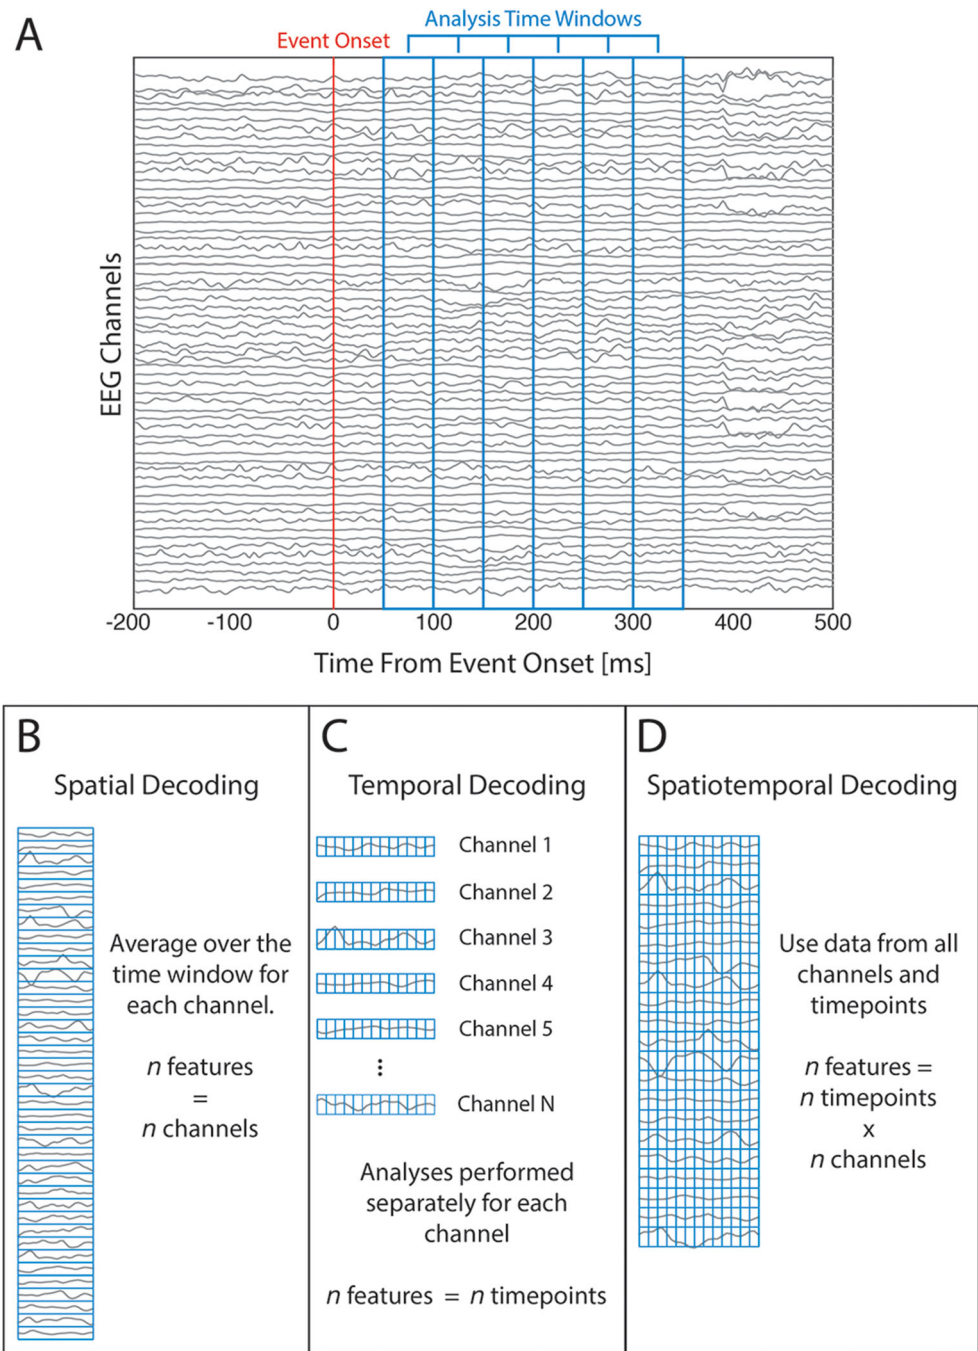 A
Analysis Time Windows
Event Onset
EEG Channels
-200 -100 0 100 200 300 400 500
Time From Event Onset [ms]
B
Spatial Decoding
Average over the
time window for
each channel.
n features
=
n channels
C
Temporal Decoding
Channel 1
Channel 2
Channel 3
Channel 4
Channel 5
⋮
Channel N
Analyses performed
separately for each
channel
n features = n timepoints
D
Spatiotemporal Decoding
Use data from all
channels and
timepoints
n features =
n timepoints
x
n channels